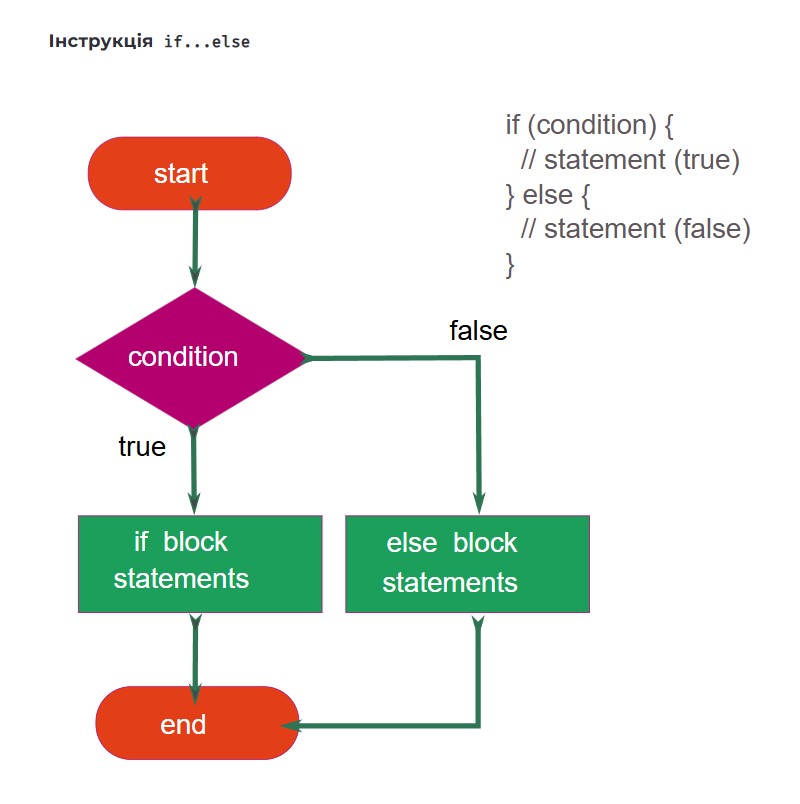 Інструкція if...else
if (condition) {
// statement (true)
} else {
// statement (false)
}
start
condition
false
true
if block
statements
else block
statements
end